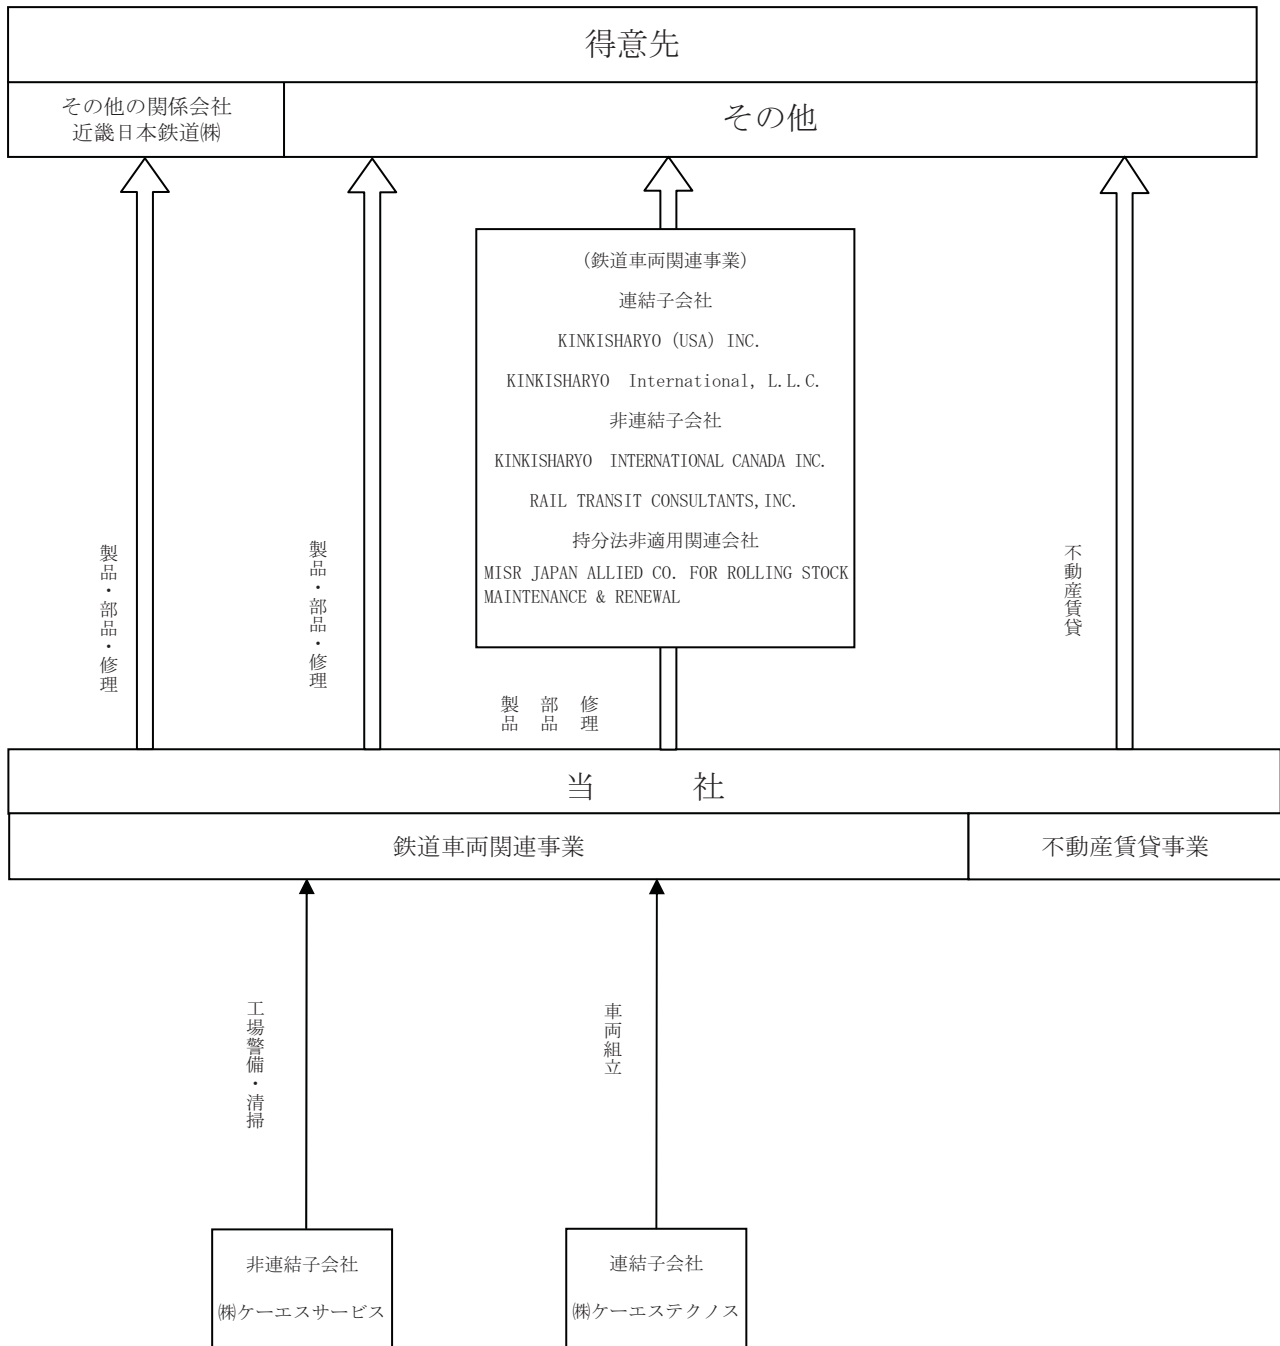 得意先
その他の関係会社
近畿日本鉄道㈱
その他
(鉄道車両関連事業)
連結子会社
KINKISHARYO (USA) INC.
KINKISHARYO International, L.L.C.
非連結子会社
KINKISHARYO INTERNATIONAL CANADA INC.
RAIL TRANSIT CONSULTANTS,INC.
持分法非適用関連会社
MISR JAPAN ALLIED CO. FOR ROLLING STOCK
MAINTENANCE & RENEWAL
製品・部品・修理
製品・部品・修理
製品 部品 修理
不動産賃貸
当 社
鉄道車両関連事業
不動産賃貸事業
工場警備・清掃
車両組立
非連結子会社
㈱ケーエスサービス
連結子会社
㈱ケーエステクノス